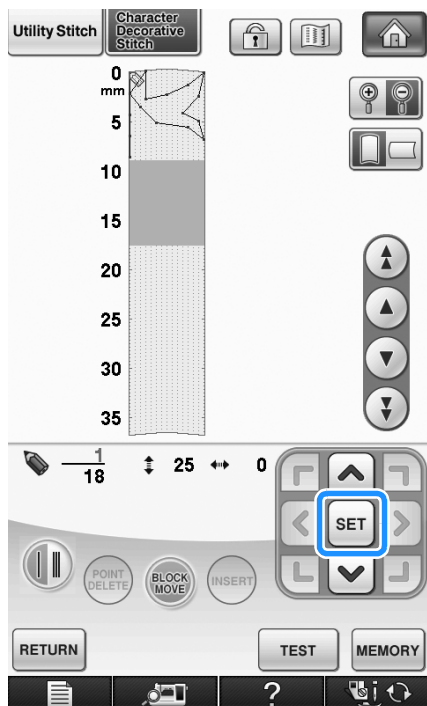 Utility Stitch
Character
Decorative
Stitch
0
mm
5
10
15
20
25
30
35
1
18
25
0
SET
POINT
DELETE
BLOCK
MOVE
INSERT
RETURN
TEST
MEMORY
?